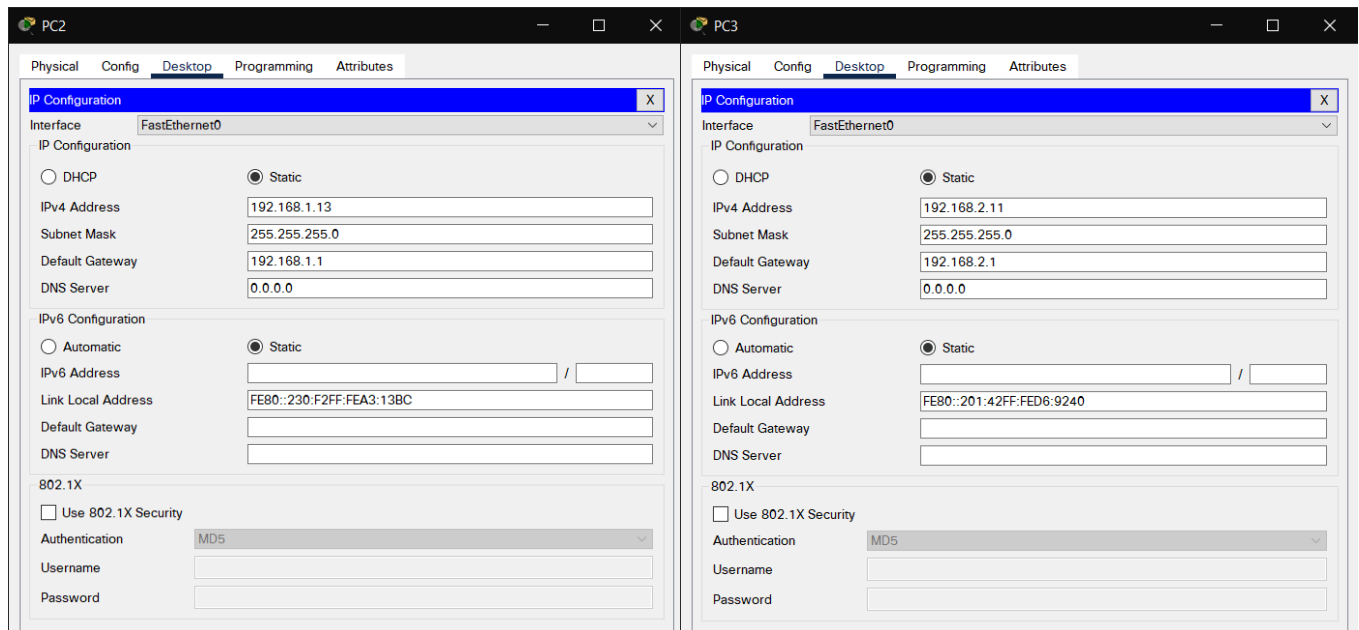 PC2
Physical Config Desktop Programming Attributes
IP Configuration X
Interface FastEthernet0
IP Configuration
DHCP Static
IPv4 Address 192.168.1.13
Subnet Mask 255.255.255.0
Default Gateway 192.168.1.1
DNS Server 0.0.0.0
IPv6 Configuration
Automatic Static
IPv6 Address /
Link Local Address FE80::230:F2FF:FEA3:13BC
Default Gateway
DNS Server
802.1X
Use 802.1X Security
Authentication MD5
Username
Password
PC3
Physical Config Desktop Programming Attributes
IP Configuration X
Interface FastEthernet0
IP Configuration
DHCP Static
IPv4 Address 192.168.2.11
Subnet Mask 255.255.255.0
Default Gateway 192.168.2.1
DNS Server 0.0.0.0
IPv6 Configuration
Automatic Static
IPv6 Address /
Link Local Address FE80::201:42FF:FED6:9240
Default Gateway
DNS Server
802.1X
Use 802.1X Security
Authentication MD5
Username
Password